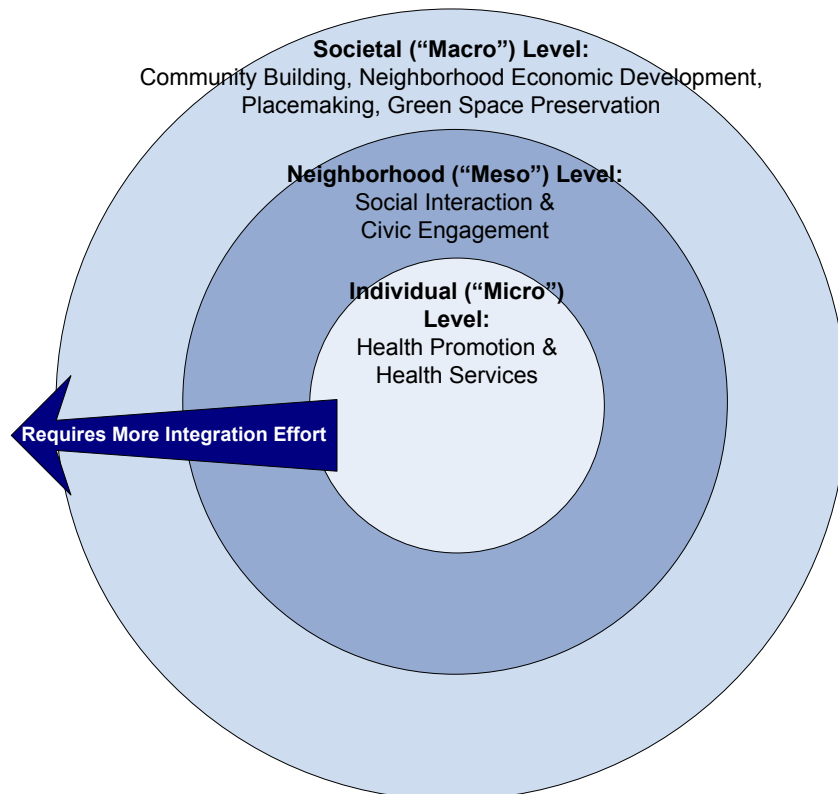 Societal (“Macro”) Level:
Community Building, Neighborhood Economic Development,
Placemaking, Green Space Preservation
Neighborhood (“Meso”) Level:
Social Interaction &
Civic Engagement
Individual (“Micro”)
Level:
Health Promotion &
Health Services
Requires More Integration Effort